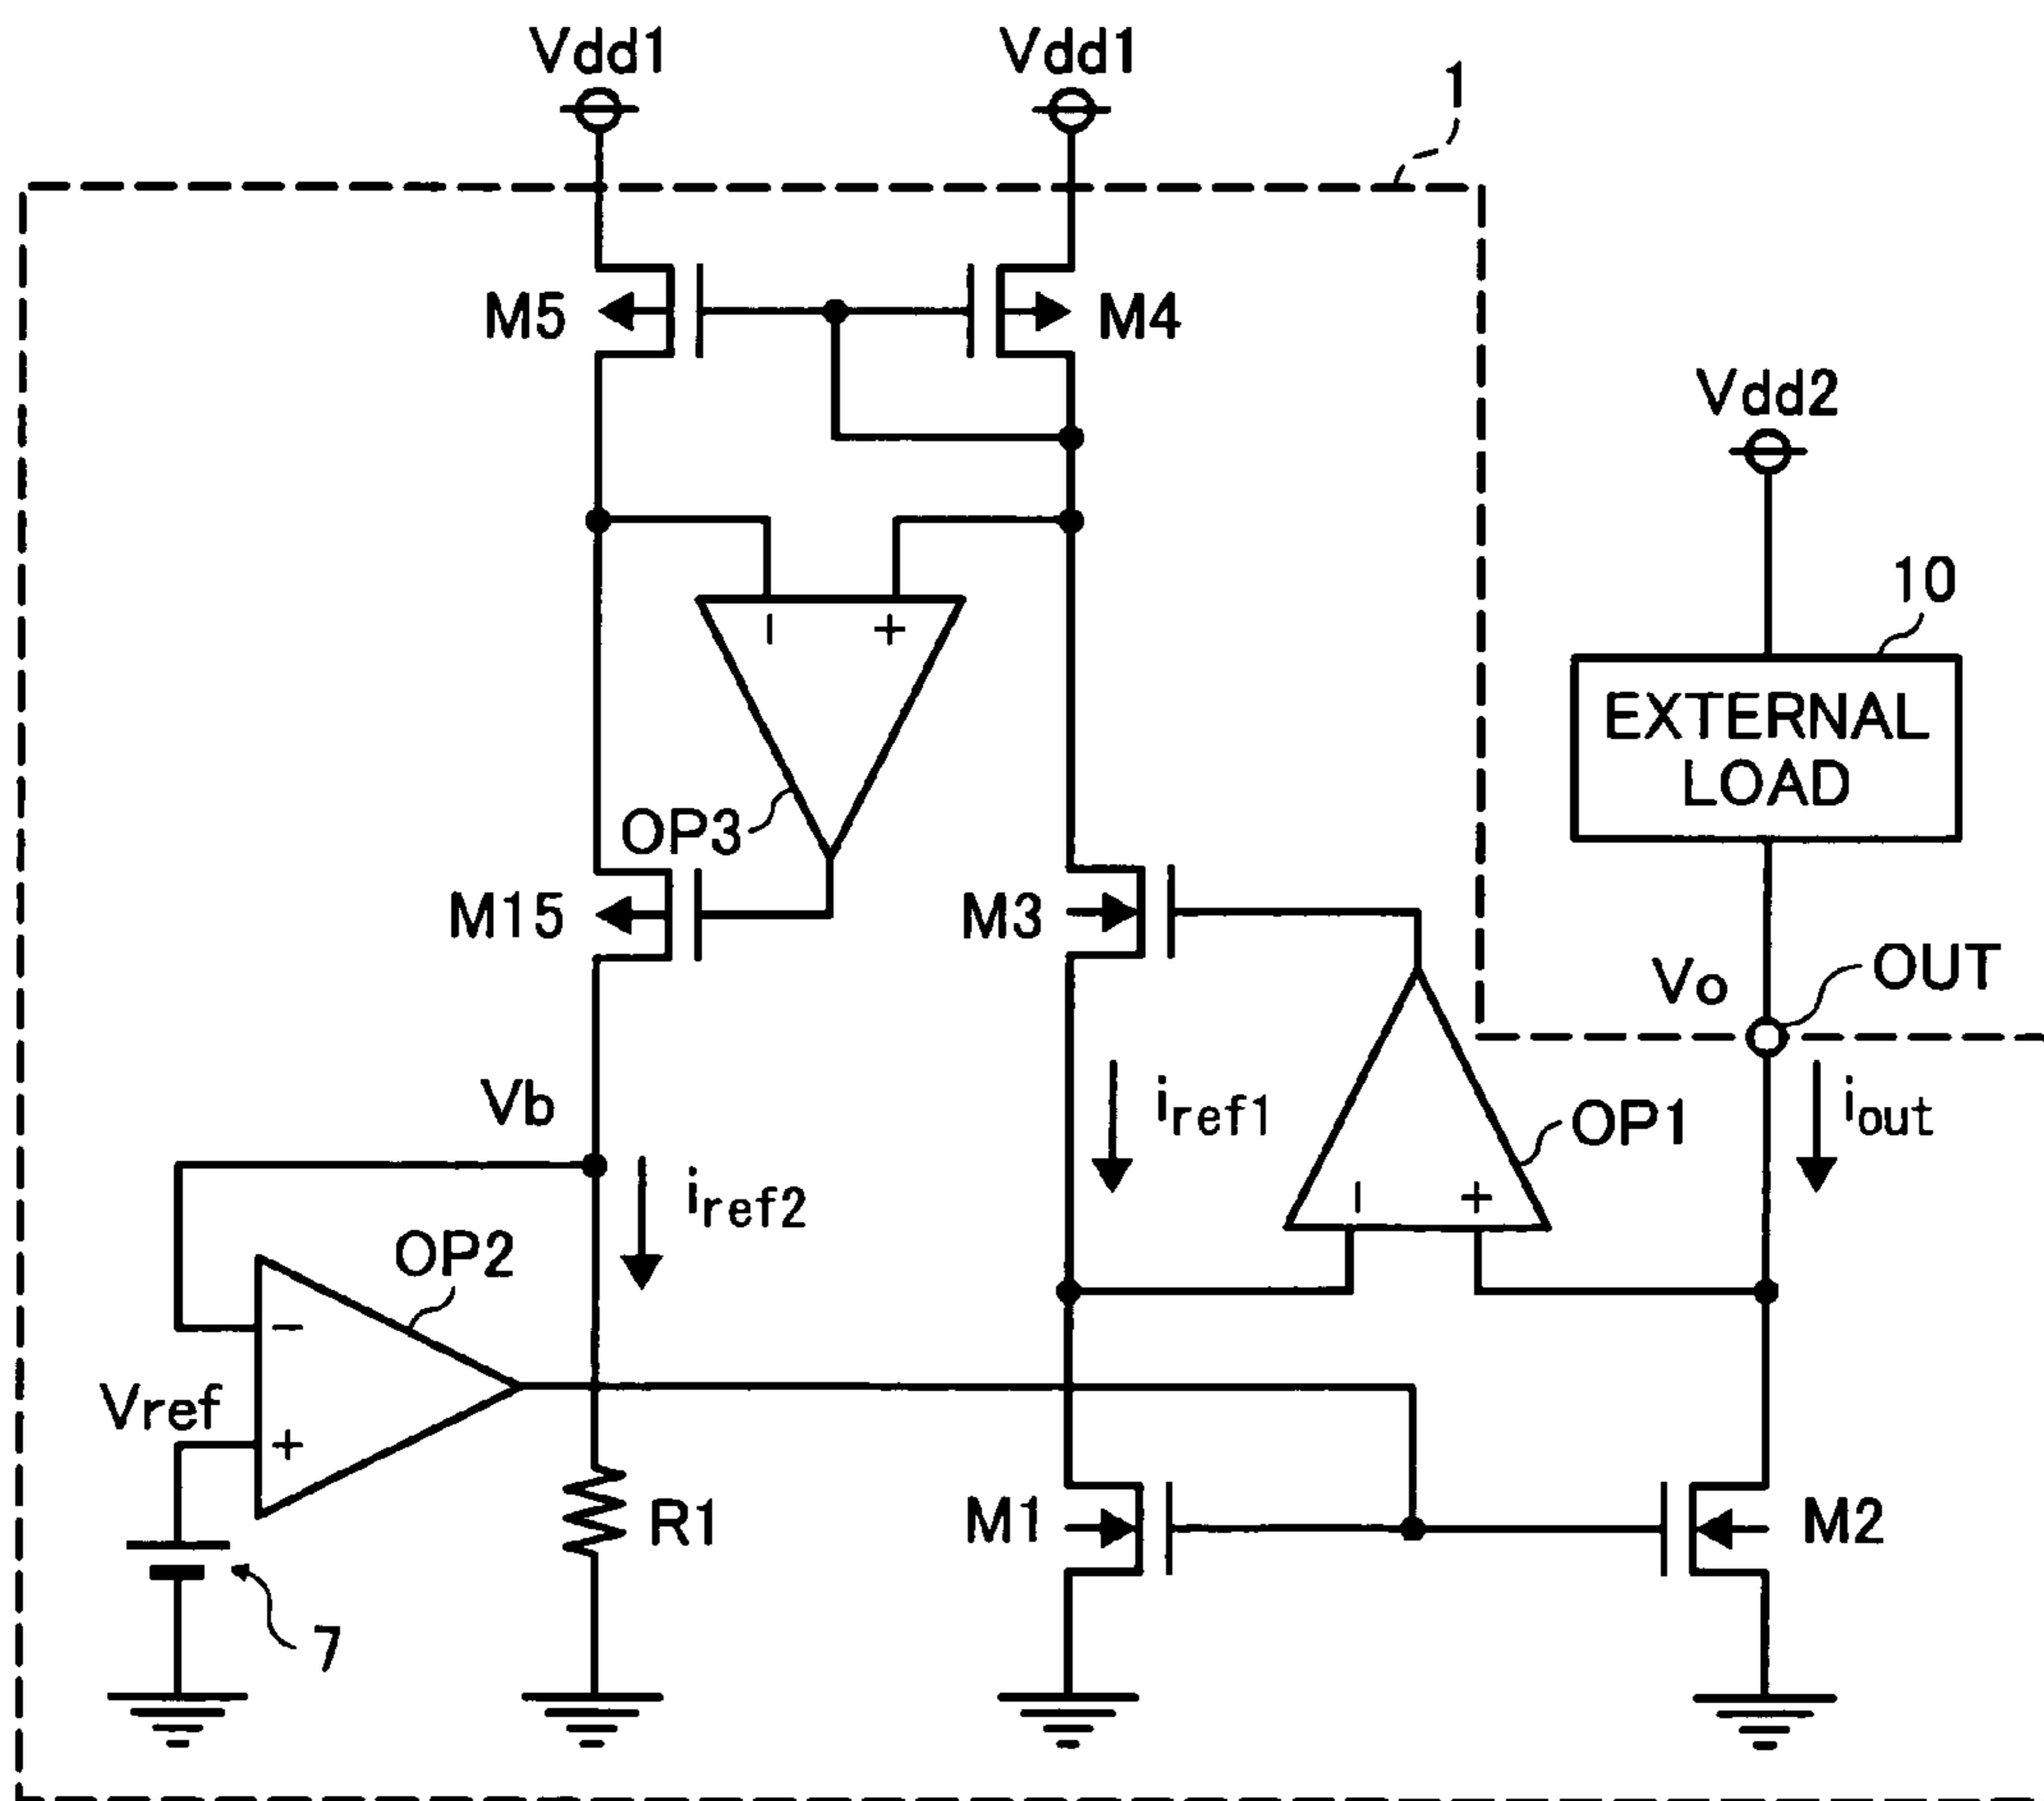 Vdd1
Vdd1
1
M5
M4
Vdd2
10
- +
EXTERNAL
LOAD
OP3
M15
M3
Vo
OUT
Vb
iref1
OP1
iout
iref2
- +
OP2
-
Vref
+
R1
M1
M2
7